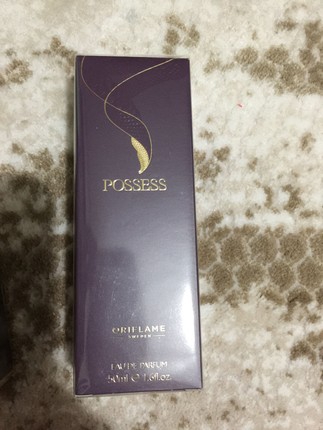 POSSESS
ORIFLAME
SWEDEN
EAU DE PARFUM
50ml ℮ 1.6fl.oz.